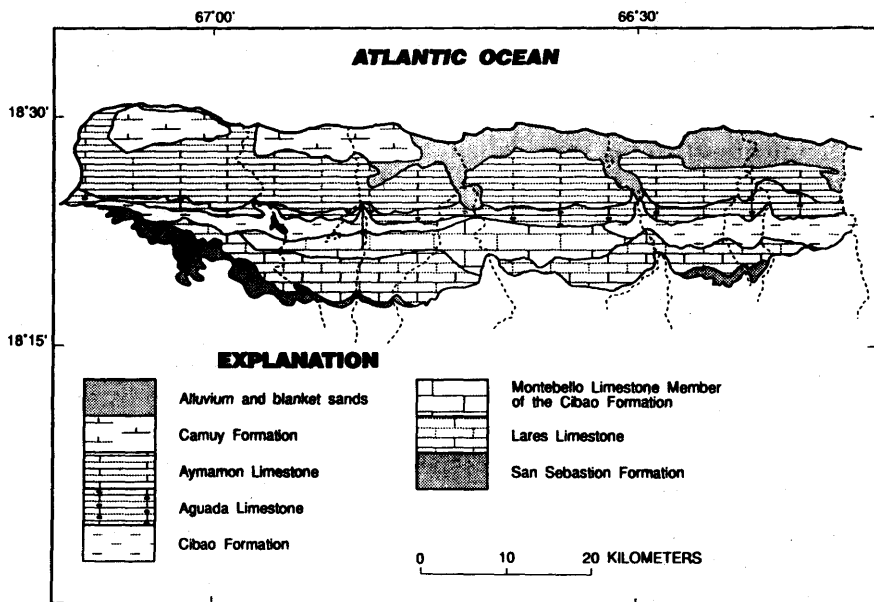 67°00'
66°30'
ATLANTIC OCEAN
18°30'
18°15'
EXPLANATION
Alluvium and blanket sands
Camuy Formation
Aymamon Limestone
Aguada Limestone
Cibao Formation
Montebello Limestone Member
of the Cibao Formation
Lares Limestone
San Sebastion Formation
0 10 20 KILOMETERS